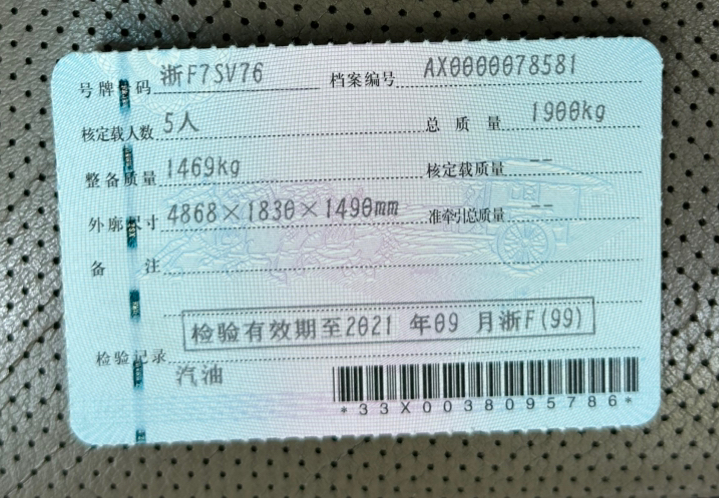 号牌号码 浙F7SV76 档案编号 AX0000078581
核定载人数 5人 总质量 1900kg
整备质量 1469kg 核定载质量 --
外廓尺寸 4868×1830×1490mm 准牵引总质量 --
备注
检验有效期至2021 年09 月浙F(99)
检验记录
汽油
*33X0038095786*